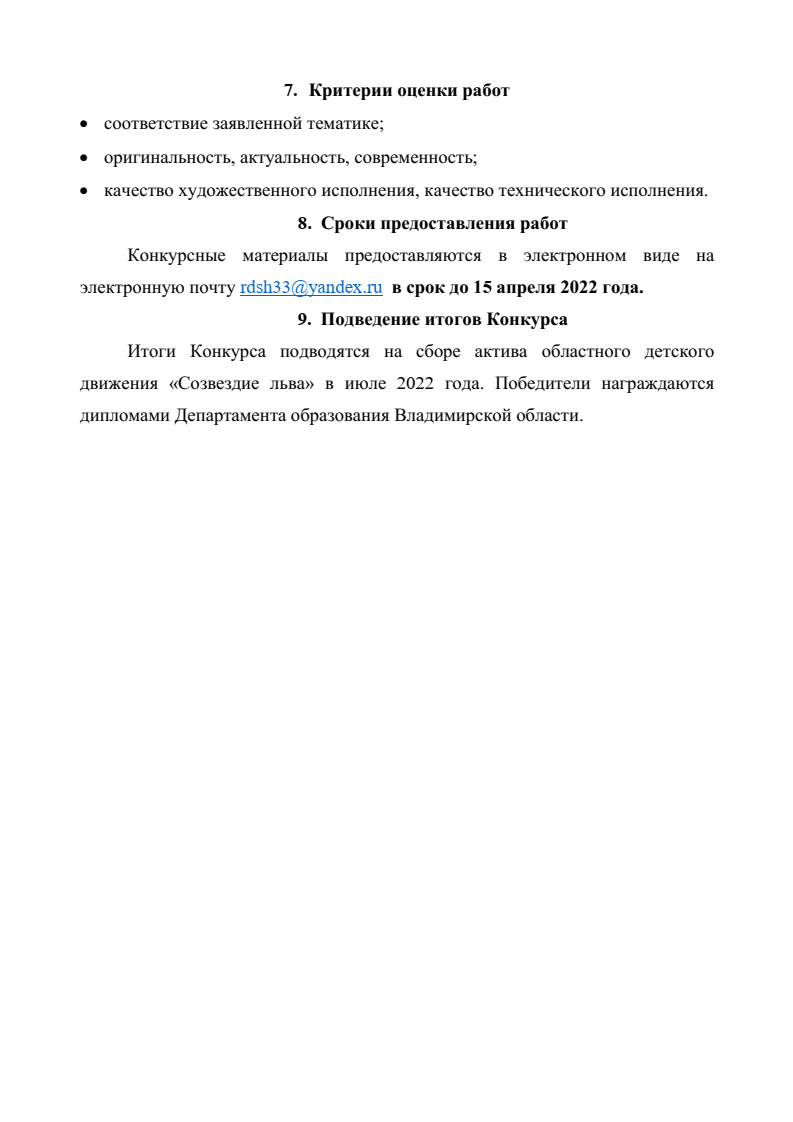 7. Критерии оценки работ
• соответствие заявленной тематике;
• оригинальность, актуальность, современность;
• качество художественного исполнения, качество технического исполнения.
8. Сроки предоставления работ
Конкурсные материалы предоставляются в электронном виде на
электронную почту rdsh33@yandex.ru в срок до 15 апреля 2022 года.
9. Подведение итогов Конкурса
Итоги Конкурса подводятся на сборе актива областного детского
движения «Созвездие льва» в июле 2022 года. Победители награждаются
дипломами Департамента образования Владимирской области.